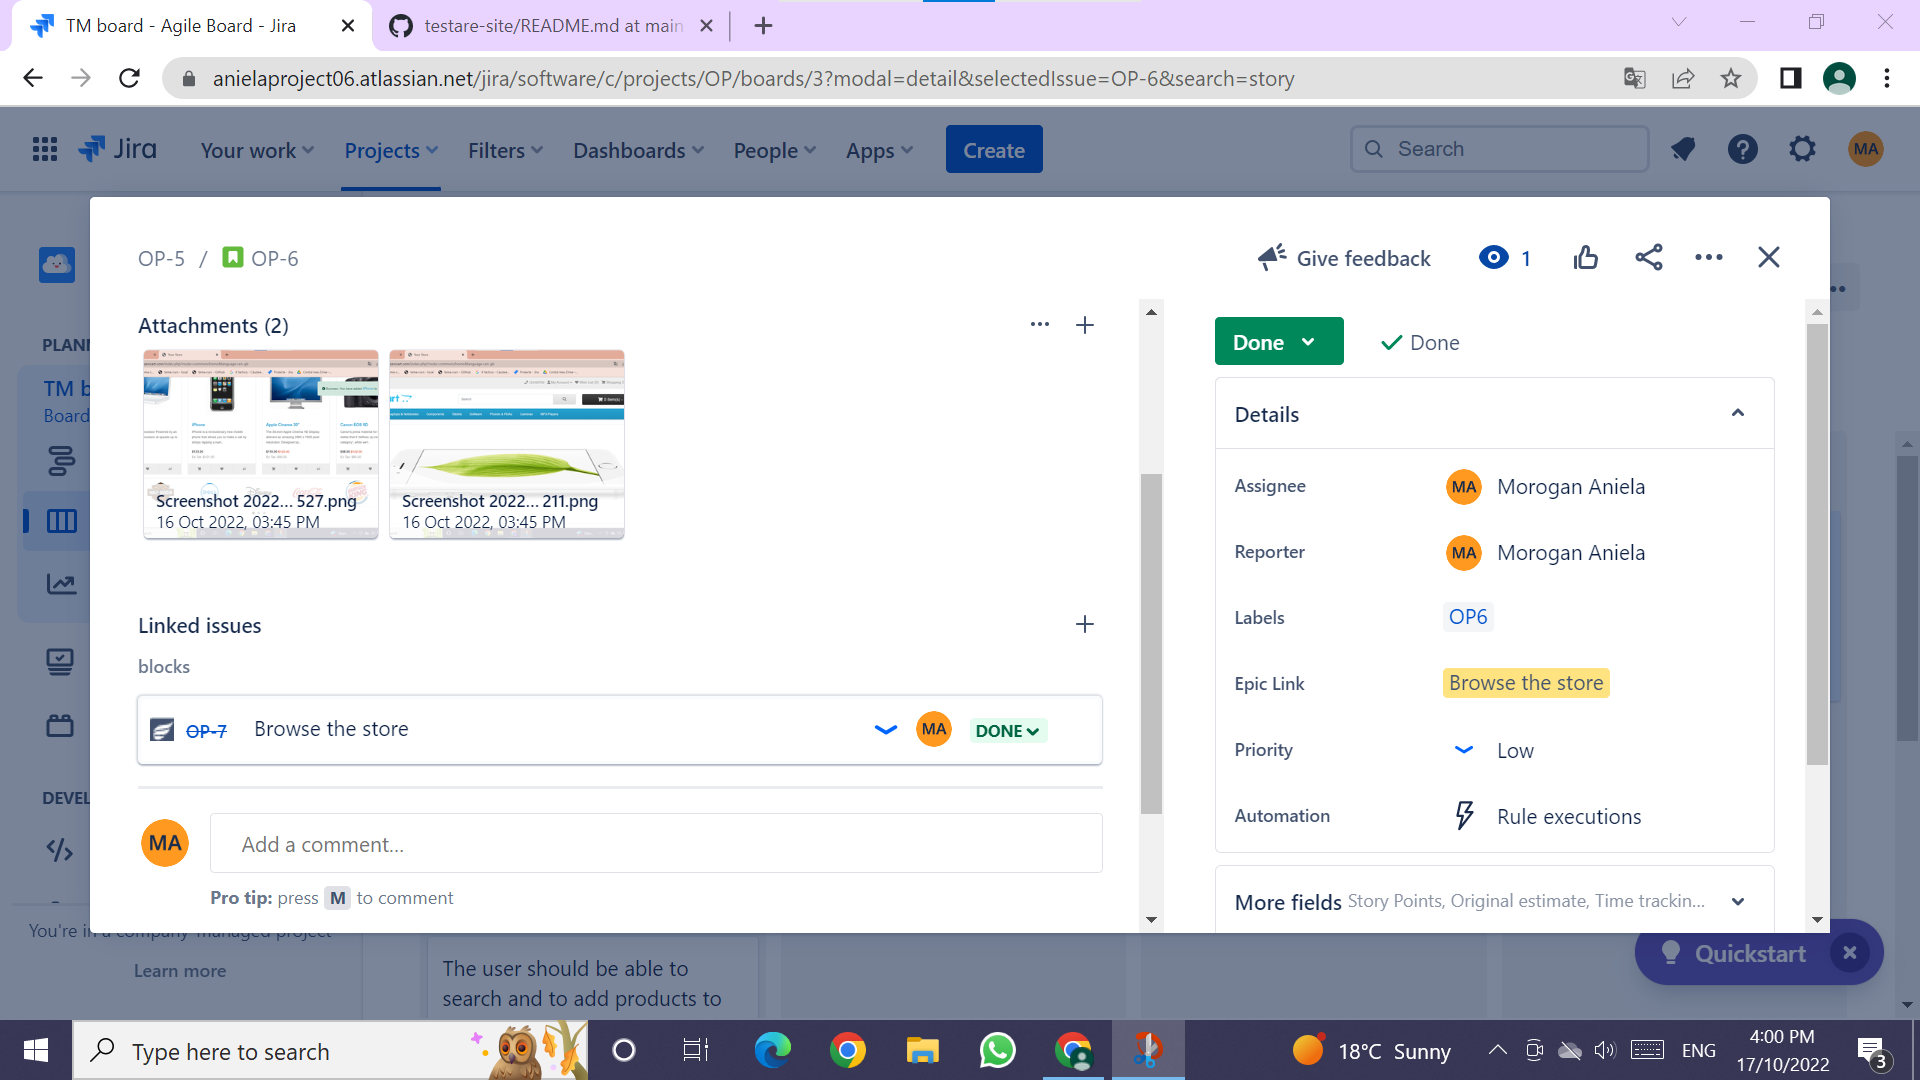 TM board - Agile Board - Jira
testare-site/README.md at main
anielaproject06.atlassian.net/jira/software/c/projects/OP/boards/3?modal=detail&selectedIssue=OP-6&search=story
Jira
Your work
Projects
Filters
Dashboards
People
Apps
Create
Search
MA
OP-5 / OP-6
Give feedback
1
PLANN
TM b
Board
DEVEL
You're in a company-managed project
Learn more
Attachments (2)
Screenshot 2022... 527.png
16 Oct 2022, 03:45 PM
Screenshot 2022... 211.png
16 Oct 2022, 03:45 PM
Linked issues
blocks
OP-7 Browse the store MA DONE
MA Add a comment...
Pro tip: press M to comment
Done
Done
Details
Assignee MA Morogan Aniela
Reporter MA Morogan Aniela
Labels OP6
Epic Link Browse the store
Priority Low
Automation Rule executions
More fields Story Points, Original estimate, Time trackin...
The user should be able to
search and to add products to
Quickstart
Type here to search
18°C Sunny
ENG
4:00 PM
17/10/2022
3